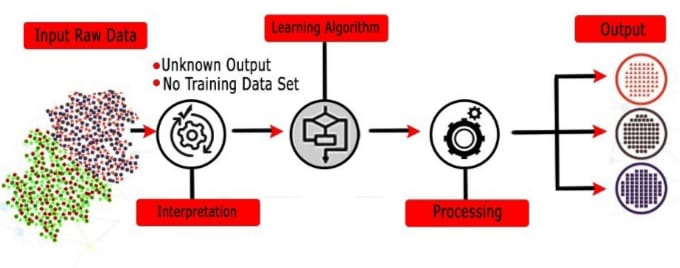 Input Raw Data
Learning Algorithm
Output
Unknown Output
No Training Data Set
Interpretation
Processing